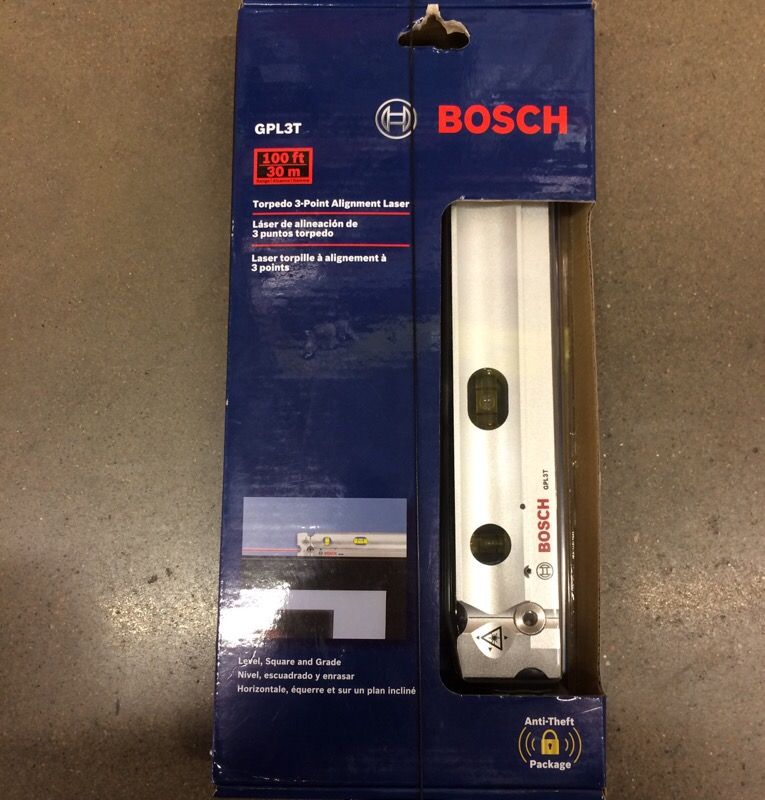 GPL3T
BOSCH
100 ft
30 m
Torpedo 3-Point Alignment Laser
Láser de alineación de
3 puntos torpedo
Laser torpille à alignement à
3 points
BOSCH GPL3T
BOSCH
Level, Square and Grade
Nivel, escuadrado y enrasar
Horizontale, équerre et sur un plan incliné
Anti-Theft
Package